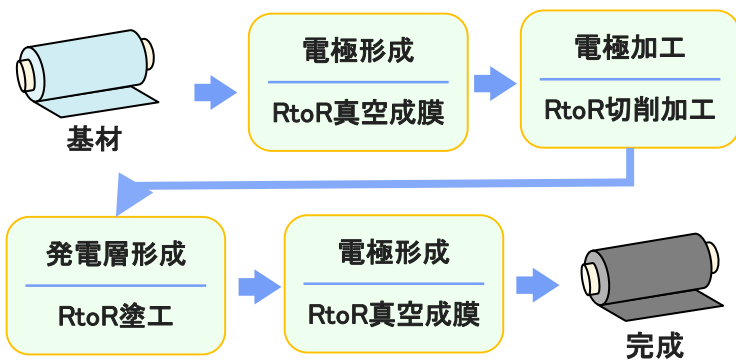 基材
電極形成
RtoR真空成膜
電極加工
RtoR切削加工
発電層形成
RtoR塗工
電極形成
RtoR真空成膜
完成